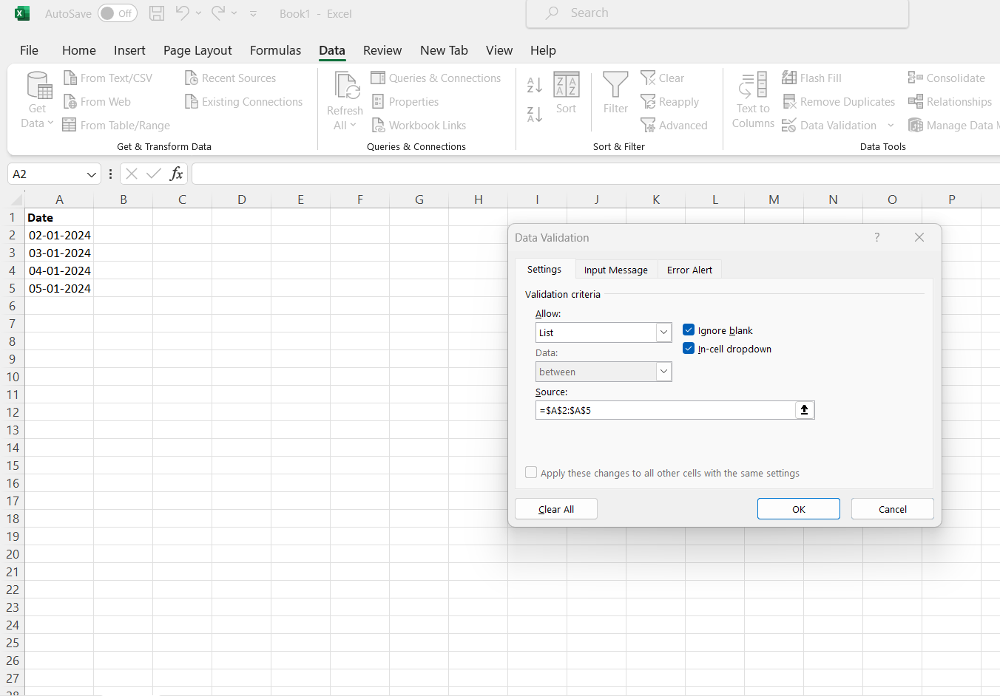 AutoSave Off Book1 - Excel Search
File Home Insert Page Layout Formulas Data Review New Tab View Help
Get Data
From Text/CSV
From Web
From Table/Range
Recent Sources
Existing Connections
Get & Transform Data
Refresh All
Queries & Connections
Properties
Workbook Links
Queries & Connections
A Z
Z A
Z A A Z
Sort
Filter
Clear
Reapply
Advanced
Sort & Filter
Text to Columns
Flash Fill
Remove Duplicates
Data Validation
Consolidate
Relationships
Manage Data
Data Tools
A2 fx
A B C D E F G H I J K L M N O P
1 Date
2 02-01-2024
3 03-01-2024
4 04-01-2024
5 05-01-2024
6
7
8
9
10
11
12
13
14
15
16
17
18
19
20
21
22
23
24
25
26
27
28
Data Validation ?
Settings Input Message Error Alert
Validation criteria
Allow:
List
Ignore blank
In-cell dropdown
Data:
between
Source:
=$A$2:$A$5
Apply these changes to all other cells with the same settings
Clear All OK Cancel